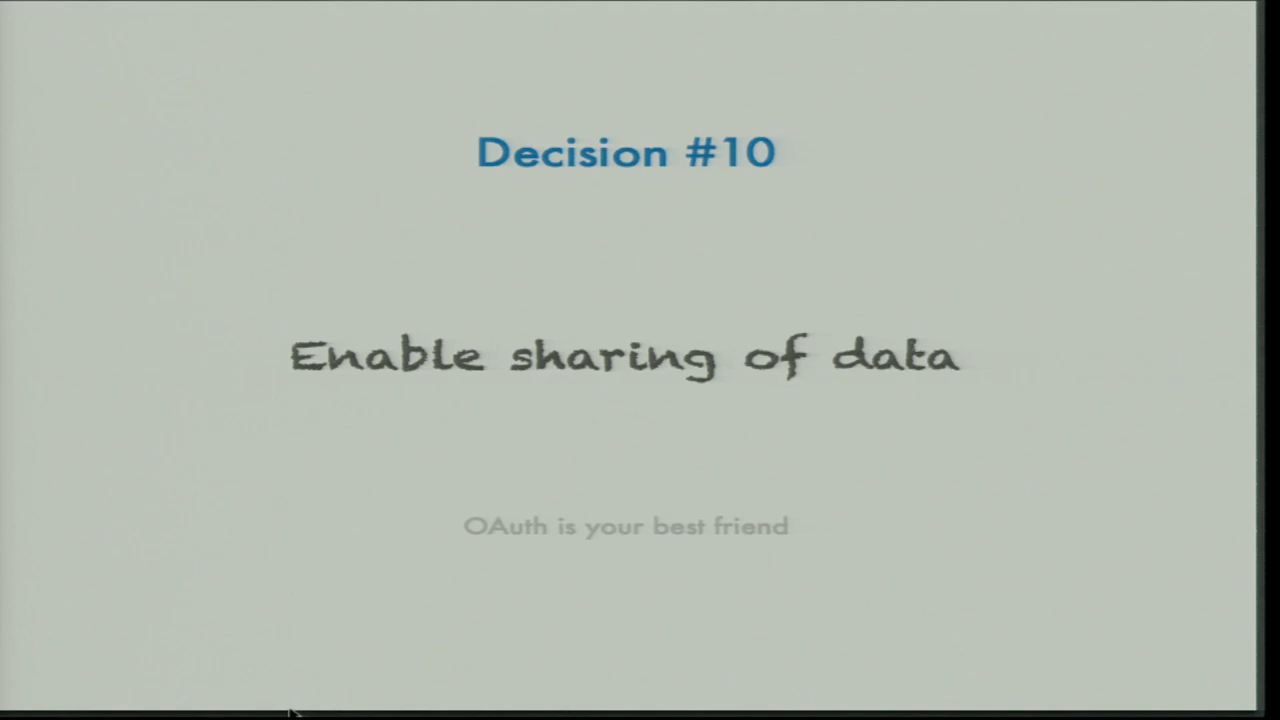 Decision #10
Enable sharing of data
OAuth is your best friend